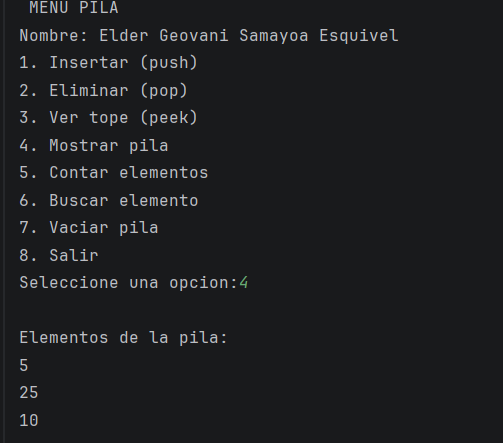 MENU PILA
Nombre: Elder Geovani Samayoa Esquivel
1. Insertar (push)
2. Eliminar (pop)
3. Ver tope (peek)
4. Mostrar pila
5. Contar elementos
6. Buscar elemento
7. Vaciar pila
8. Salir
Seleccione una opcion:4
Elementos de la pila:
5
25
10